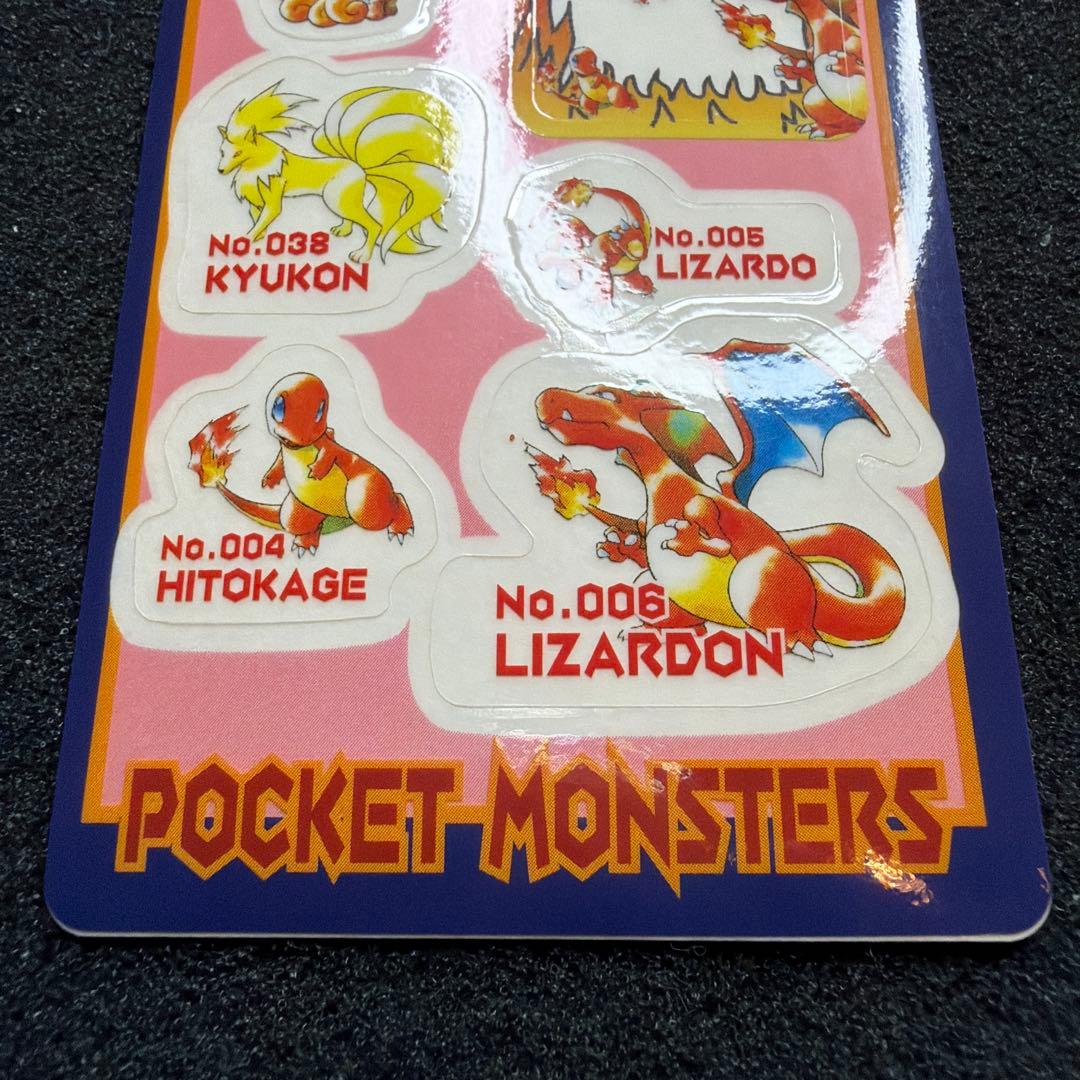 No.038
KYUKON
No.005
LIZARDO
No.004
HITOKAGE
No.006
LIZARDON
POCKET MONSTERS